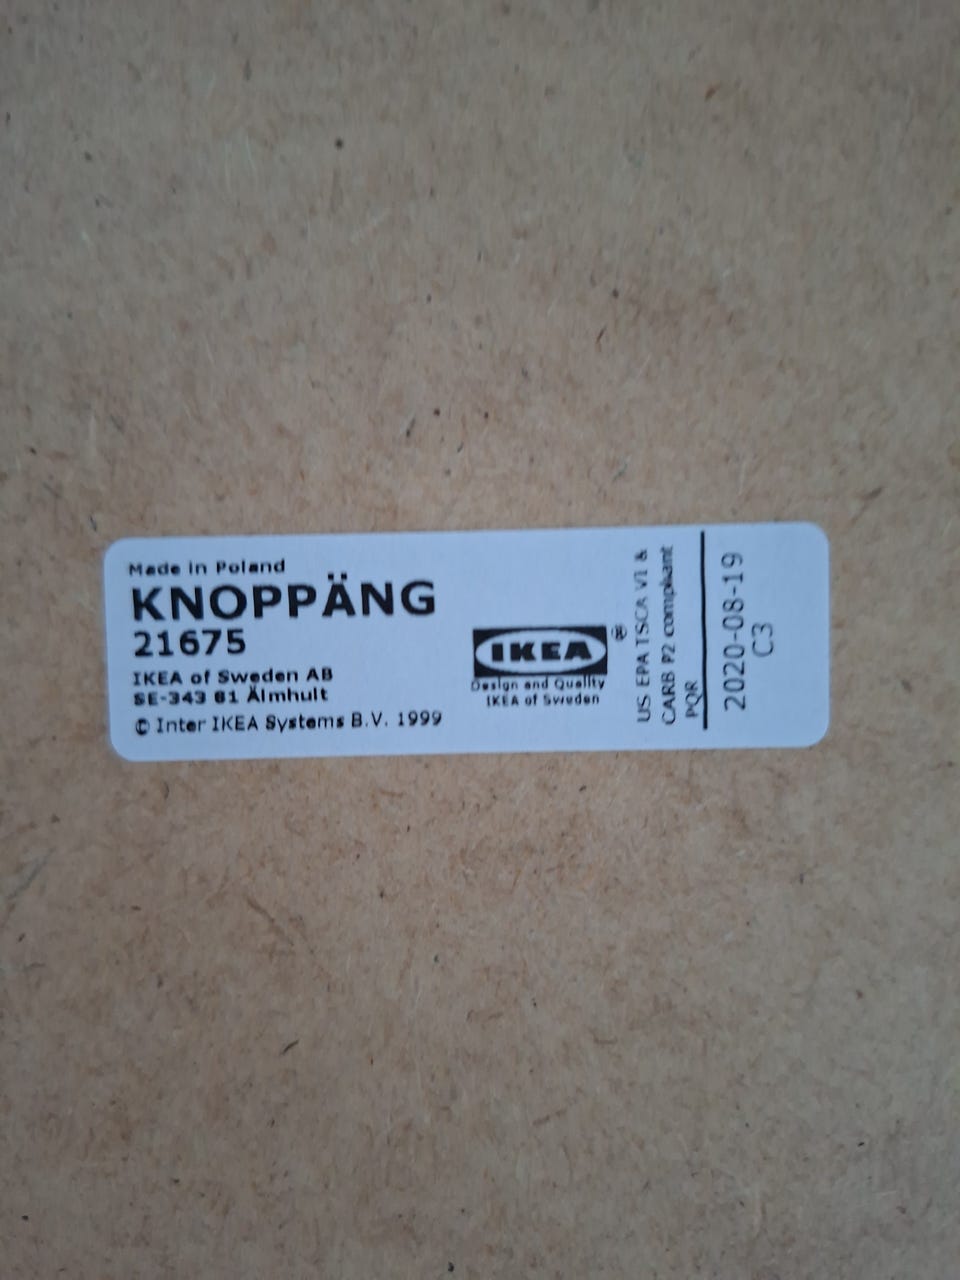 Made in Poland
KNOPPÄNG
21675
IKEA of Sweden AB
SE-343 81 Älmhult
© Inter IKEA Systems B.V. 1999
IKEA ®
Design and Quality
IKEA of Sweden
US EPA TSCA VI &
CARB P2 compliant
PQR
2020-08-19
C3